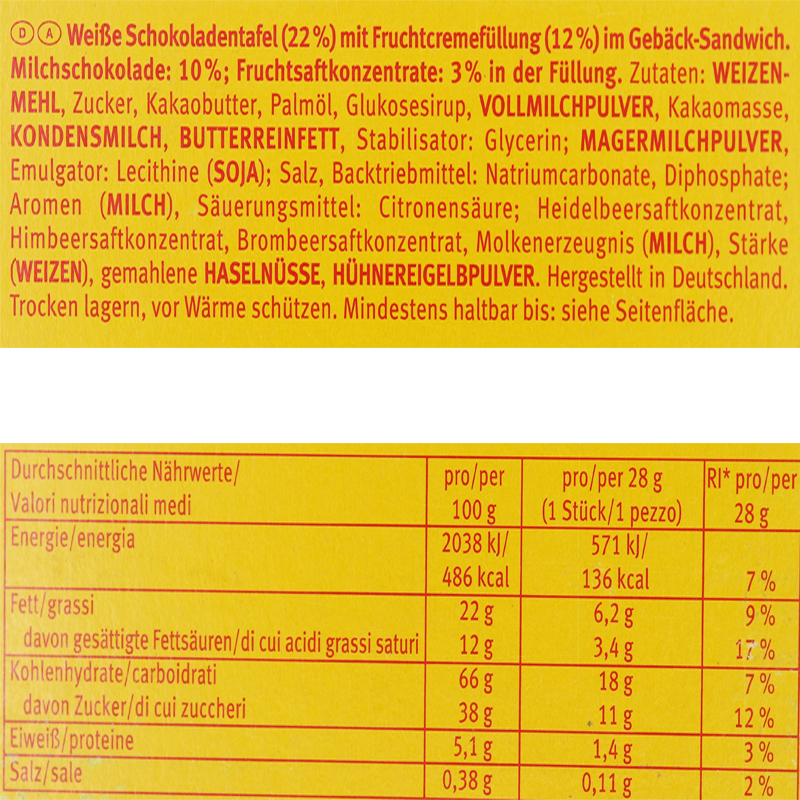 D A Weiße Schokoladentafel (22 %) mit Fruchtcremefüllung (12 %) im Gebäck-Sandwich.
Milchschokolade: 10 %; Fruchtsaftkonzentrate: 3 % in der Füllung. Zutaten: WEIZEN-
MEHL, Zucker, Kakaobutter, Palmöl, Glukosesirup, VOLLMILCHPULVER, Kakaomasse,
KONDENSMILCH, BUTTERREINFETT, Stabilisator: Glycerin; MAGERMILCHPULVER,
Emulgator: Lecithine (SOJA); Salz, Backtriebmittel: Natriumcarbonate, Diphosphate;
Aromen (MILCH), Säuerungsmittel: Citronensäure; Heidelbeersaftkonzentrat,
Himbeersaftkonzentrat, Brombeersaftkonzentrat, Molkenerzeugnis (MILCH), Stärke
(WEIZEN), gemahlene HASELNÜSSE, HÜHNEREIGELBPULVER. Hergestellt in Deutschland.
Trocken lagern, vor Wärme schützen. Mindestens haltbar bis: siehe Seitenfläche.
Durchschnittliche Nährwerte/ pro/per pro/per 28 g RI* pro/per
Valori nutrizionali medi 100 g (1 Stück/1 pezzo) 28 g
Energie/energia 2038 kJ/ 571 kJ/
486 kcal 136 kcal 7 %
Fett/grassi 22 g 6,2 g 9 %
davon gesättigte Fettsäuren/di cui acidi grassi saturi 12 g 3,4 g 17 %
Kohlenhydrate/carboidrati 66 g 18 g 7 %
davon Zucker/di cui zuccheri 38 g 11 g 12 %
Eiweiß/proteine 5,1 g 1,4 g 3 %
Salz/sale 0,38 g 0,11 g 2 %